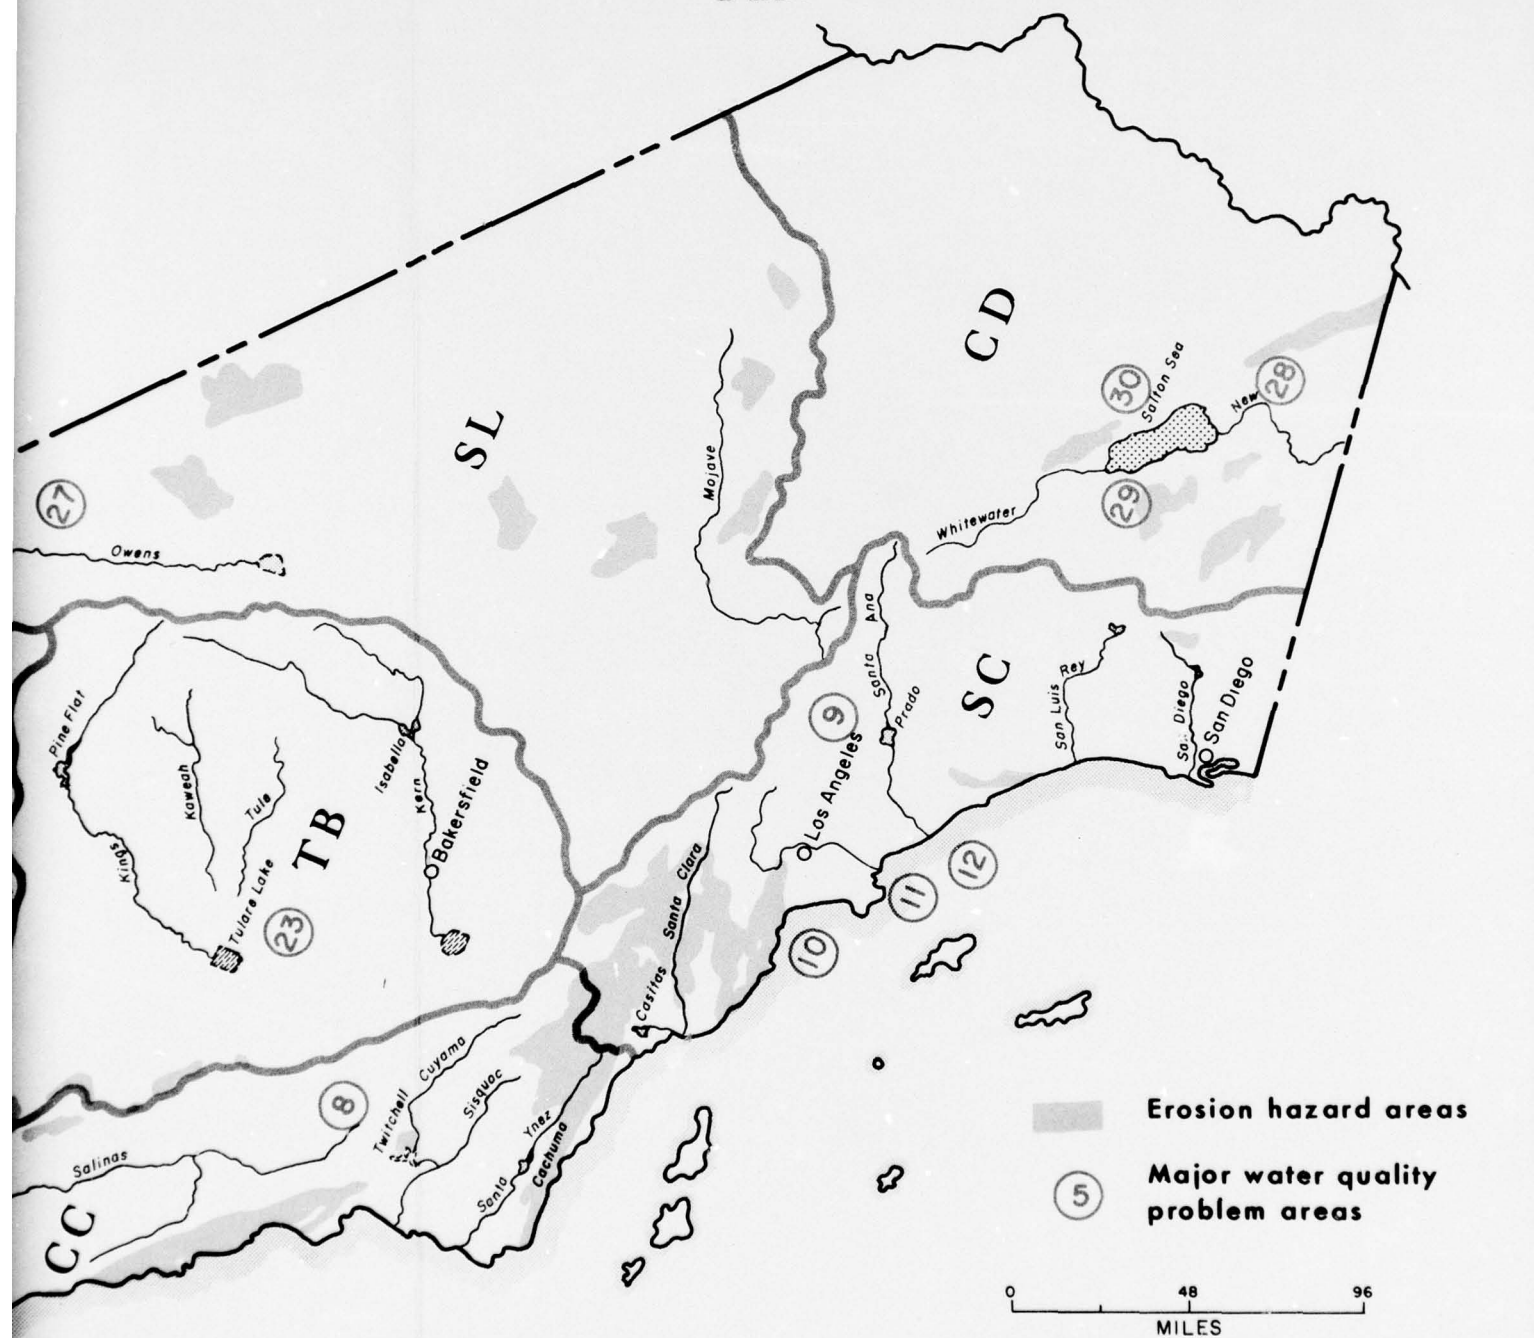 CD
SL
30
Salton Sea
28
New
Mojave
27
29
Whitewater
Owens
Santa Ana
SC
San Luis Rey
San Diego
San Diego
Pine Flat
9
Prado
Isabella
Kaweah
Kern
Tule
Los Angeles
Bakersfield
TB
Kings
Tulare Lake
23
Santa Clara
12
11
10
Casitas
Cuyama
8
Twitchell
Sisquoc
Santa Ynez
Cachuma
Salinas
CC
Erosion hazard areas
5
Major water quality
problem areas
0 48 96
MILES